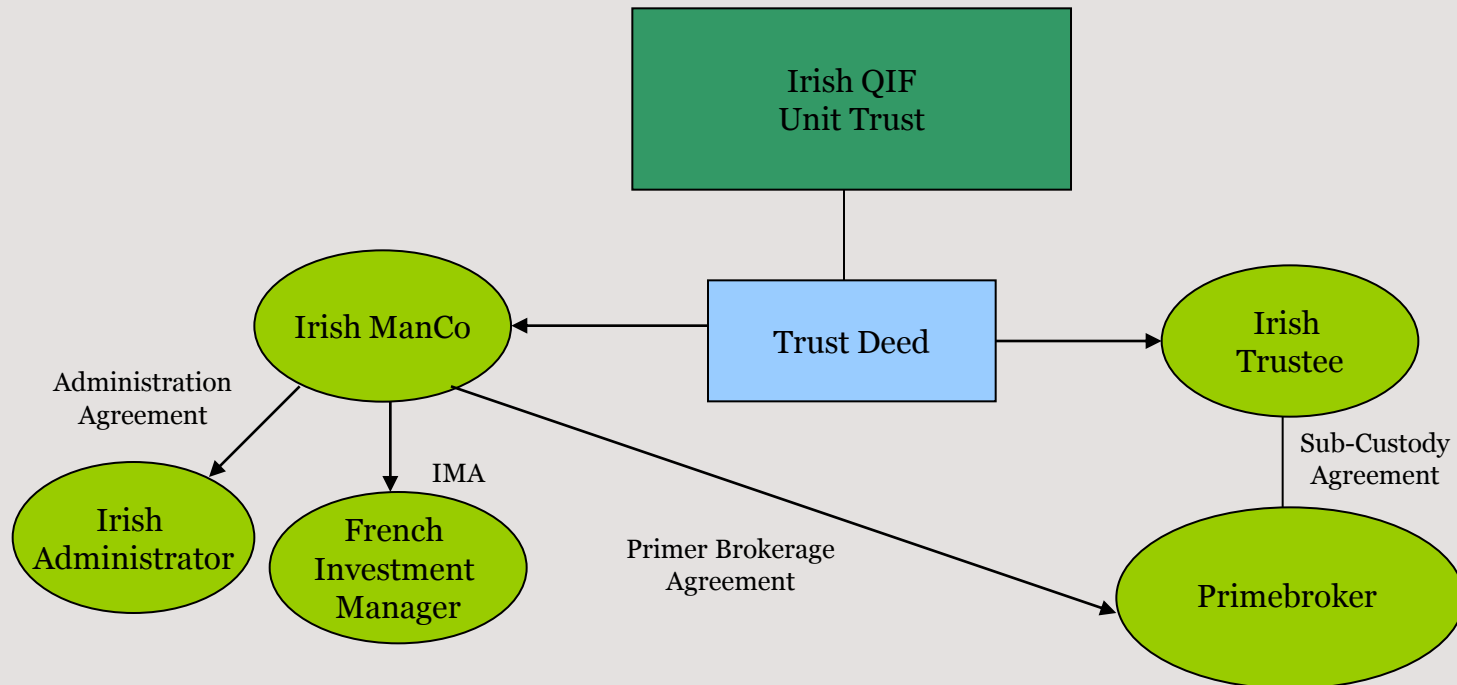 Irish QIF
Unit Trust
Irish ManCo
Trust Deed
Irish
Trustee
Administration
Agreement
IMA
Sub-Custody
Agreement
Irish
Administrator
French
Investment
Manager
Primer Brokerage
Agreement
Primebroker